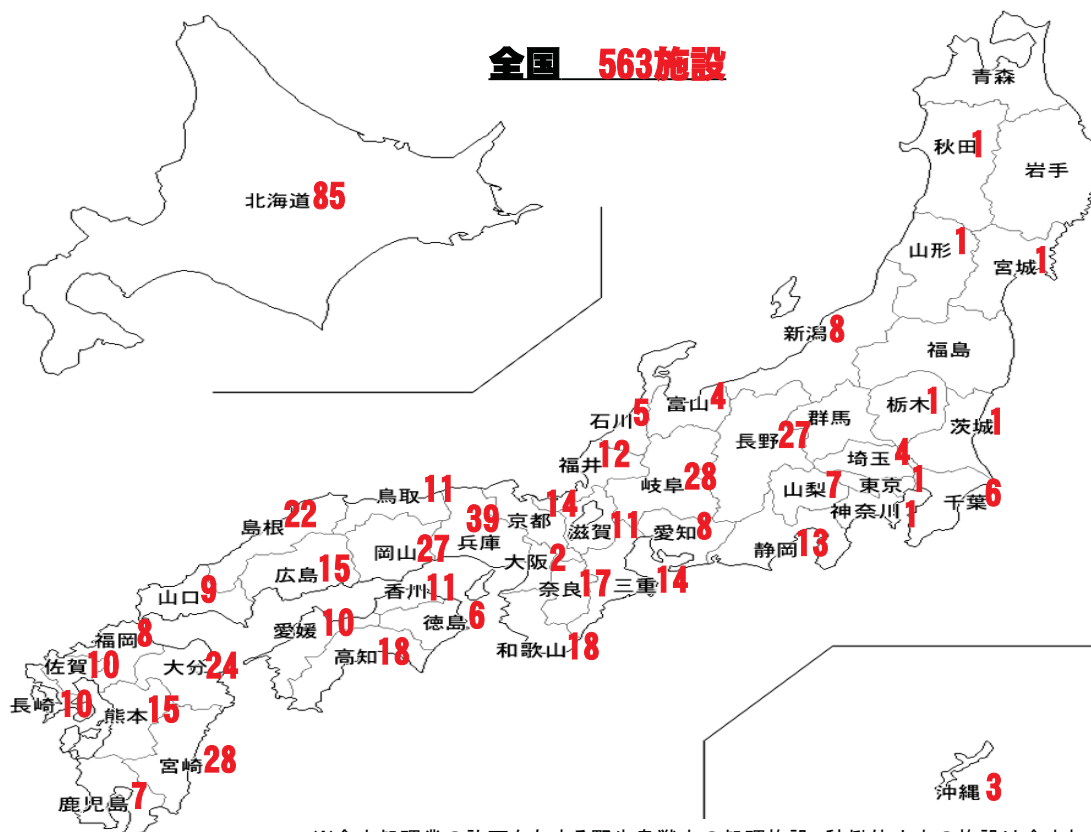 全国 563施設
青森
秋田1
岩手
北海道85
山形1
宮城1
新潟8
福島
富山4
栃木1
石川5
群馬
茨城1
長野27
福井12
埼玉4
岐阜28
山梨7
東京1
千葉6
鳥取11
京都14
神奈川1
島根22
兵庫39
滋賀11
愛知8
静岡13
岡山27
大阪2
広島15
奈良17
三重14
山口9
香川11
徳島6
愛媛10
福岡8
和歌山18
高知18
佐賀10
大分24
長崎10
熊本15
宮崎28
鹿児島7
沖縄3